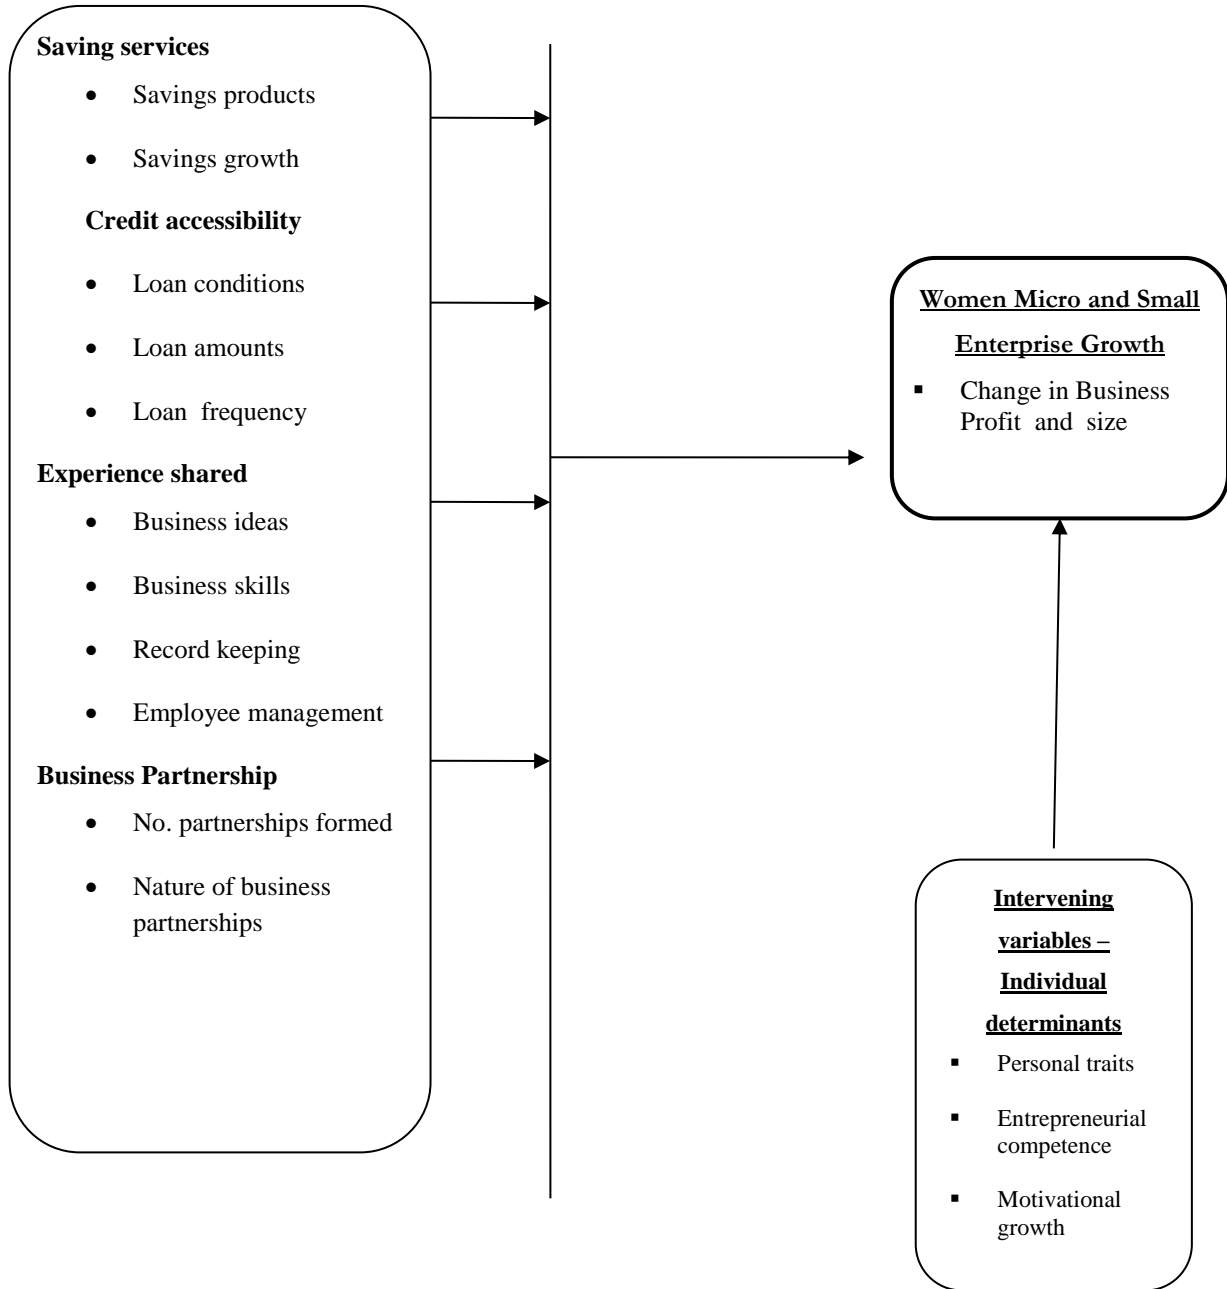 Saving services
• Savings products
• Savings growth
Credit accessibility
• Loan conditions
• Loan amounts
• Loan frequency
Experience shared
• Business ideas
• Business skills
• Record keeping
• Employee management
Business Partnership
• No. partnerships formed
• Nature of business
partnerships
Women Micro and Small
Enterprise Growth
▪ Change in Business
Profit and size
Intervening
variables –
Individual
determinants
▪ Personal traits
▪ Entrepreneurial
competence
▪ Motivational
growth